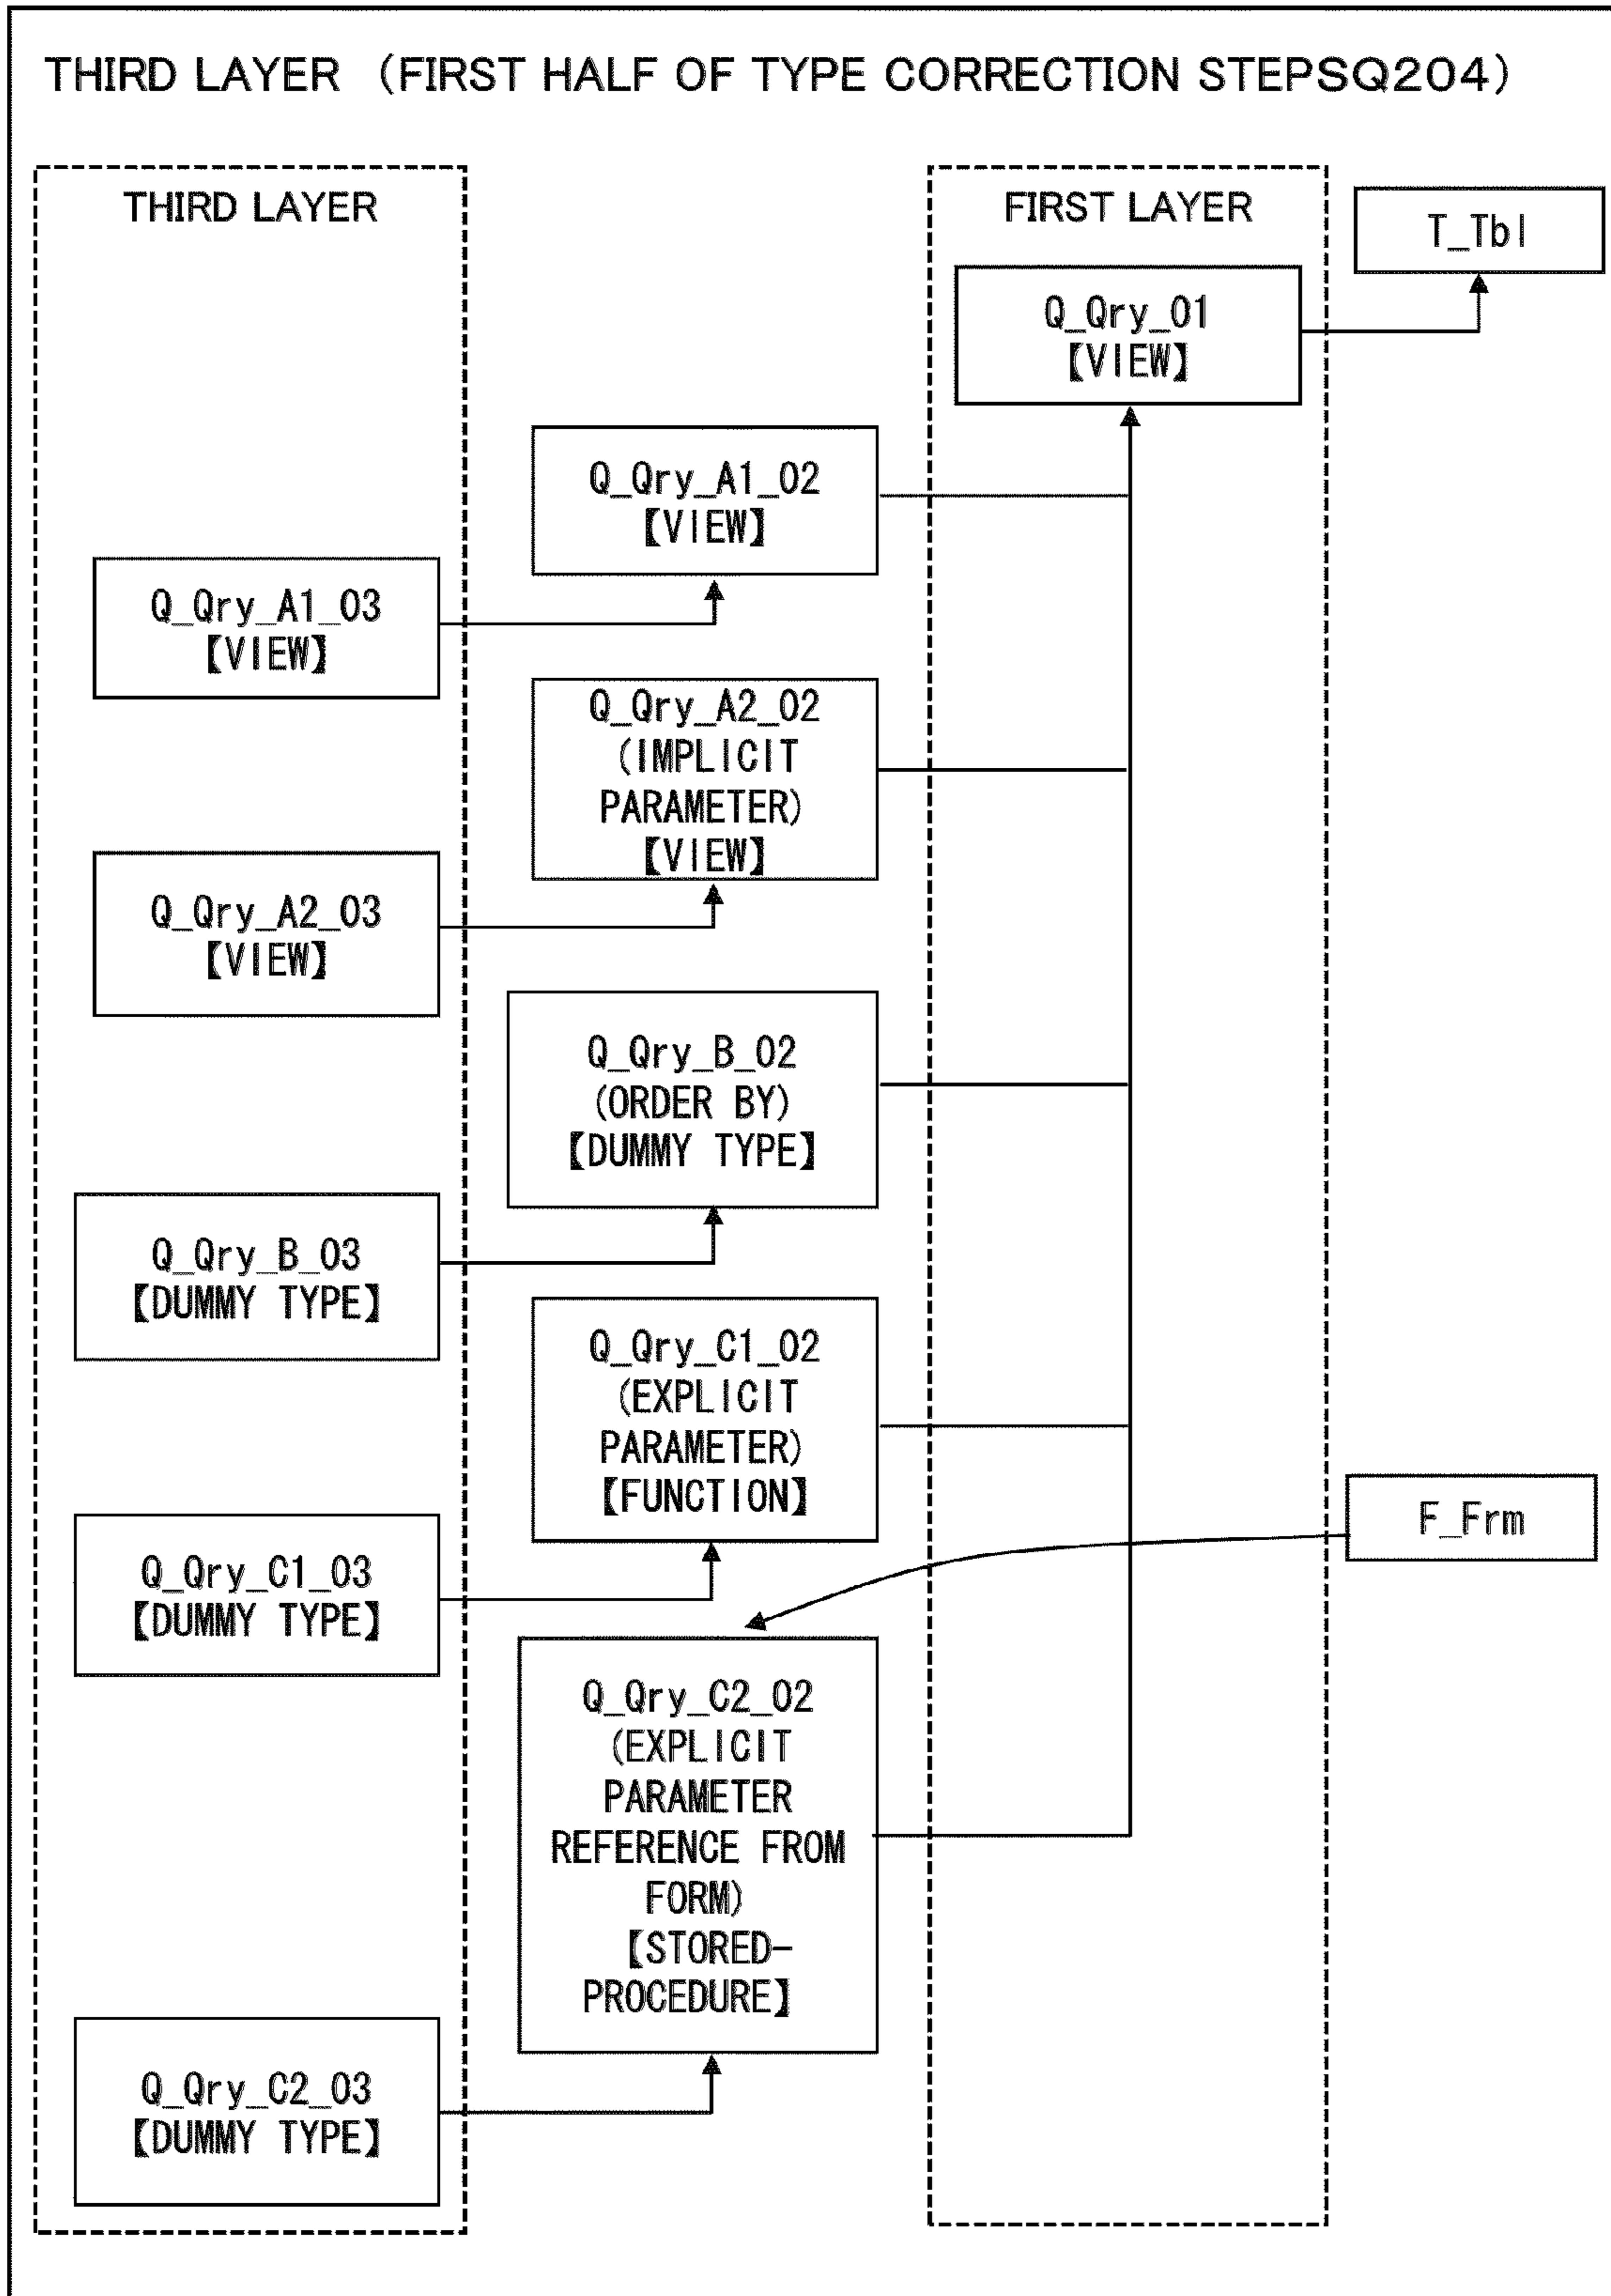 THIRD LAYER (FIRST HALF OF TYPE CORRECTION STEPSQ204)
THIRD LAYER
FIRST LAYER
T_Tbl
Q_Qry_01
【VIEW】
Q_Qry_A1_02
【VIEW】
Q_Qry_A1_03
【VIEW】
Q_Qry_A2_02
(IMPLICIT
PARAMETER)
【VIEW】
Q_Qry_A2_03
【VIEW】
Q_Qry_B_02
(ORDER BY)
【DUMMY TYPE】
Q_Qry_B_03
【DUMMY TYPE】
Q_Qry_C1_02
(EXPLICIT
PARAMETER)
【FUNCTION】
F_Frm
Q_Qry_C1_03
【DUMMY TYPE】
Q_Qry_C2_02
(EXPLICIT
PARAMETER
REFERENCE FROM
FORM)
【STORED-
PROCEDURE】
Q_Qry_C2_03
【DUMMY TYPE】